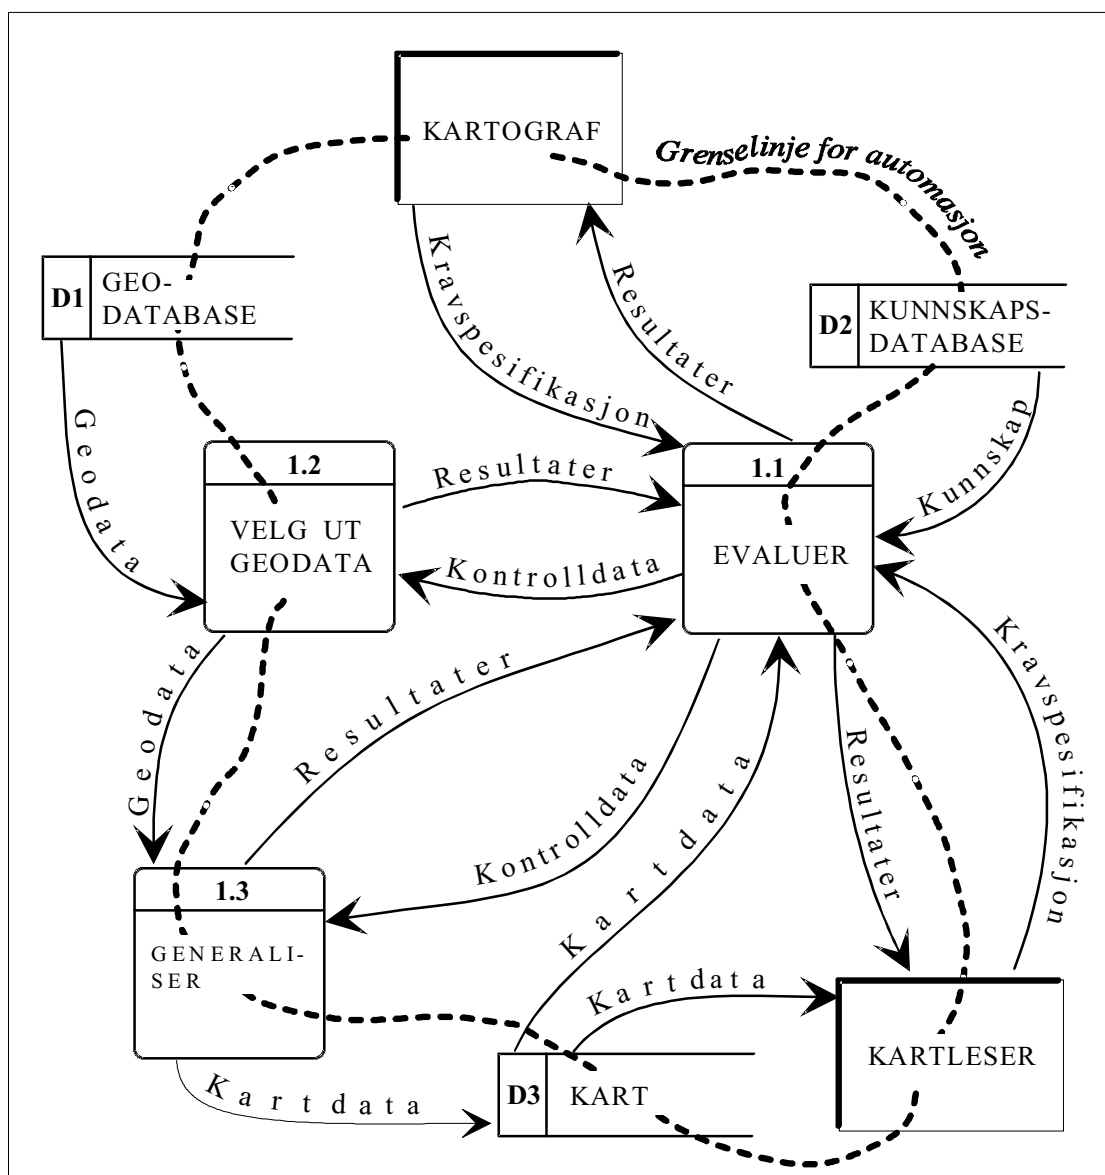 KARTOGRAF
Grenselinje for automasjon
D1
GEO-
DATABASE
Kravspesifikasjon
Resultater
D2
KUNNSKAPS-
DATABASE
Geodata
1.2
VELG UT
GEODATA
Resultater
Kontrolldata
1.1
EVALUER
Kunnskap
Geodata
Resultater
Kontrolldata
Kartdata
Resultater
Kravspesifikasjon
1.3
GENERALI-
SER
Kartdata
Kartdata
D3
KART
KARTLESER